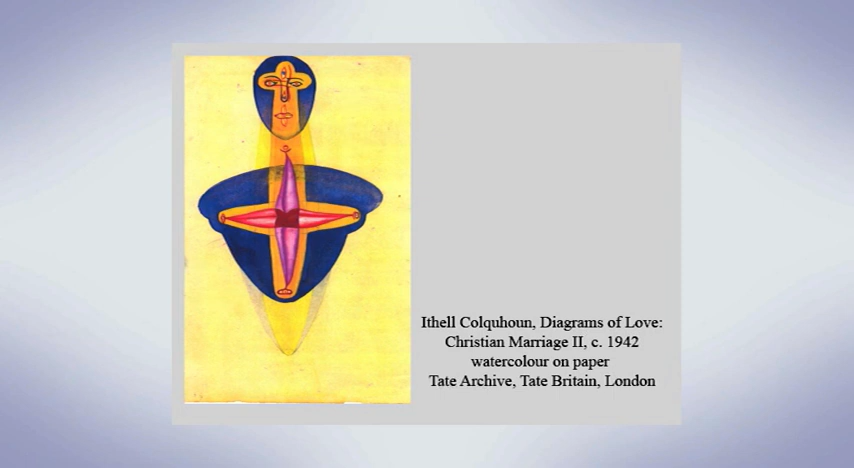 Ithell Colquhoun, Diagrams of Love:
Christian Marriage II, c. 1942
watercolour on paper
Tate Archive, Tate Britain, London